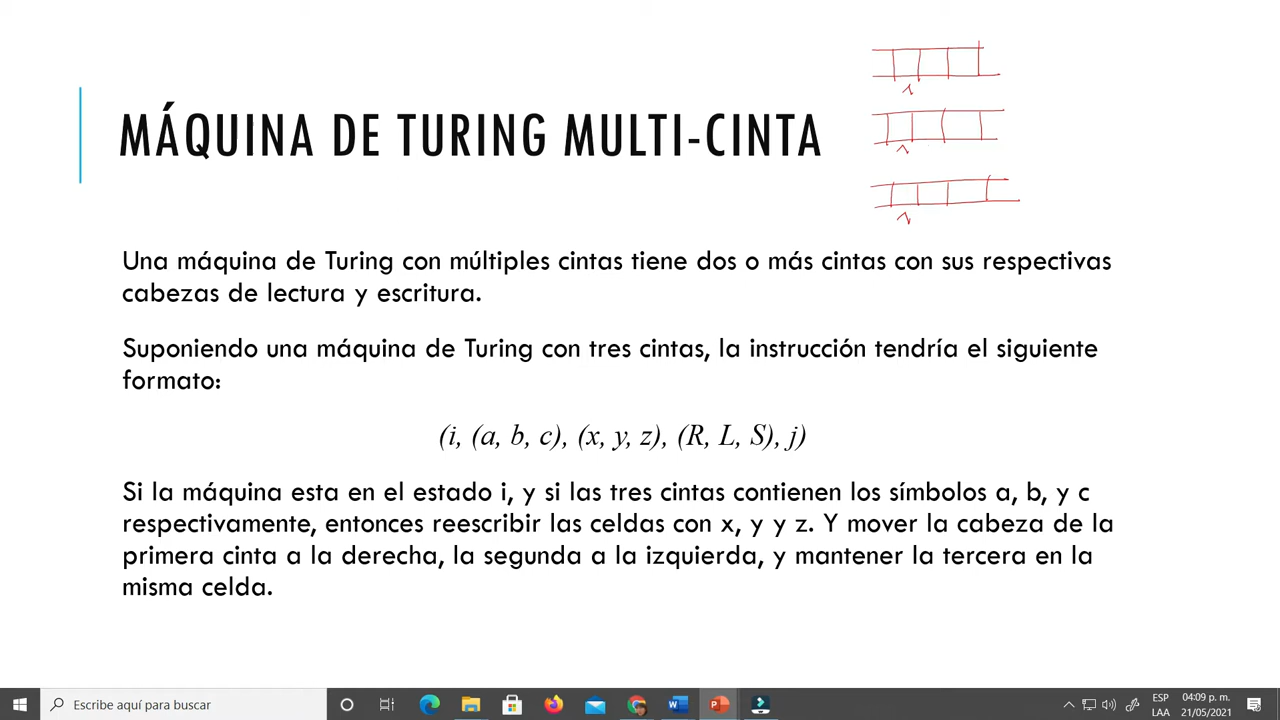 MÁQUINA DE TURING MULTI-CINTA
Una máquina de Turing con múltiples cintas tiene dos o más cintas con sus respectivas
cabezas de lectura y escritura.
Suponiendo una máquina de Turing con tres cintas, la instrucción tendría el siguiente
formato:
(i, (a, b, c), (x, y, z), (R, L, S), j)
Si la máquina esta en el estado i, y si las tres cintas contienen los símbolos a, b, y c
respectivamente, entonces reescribir las celdas con x, y y z. Y mover la cabeza de la
primera cinta a la derecha, la segunda a la izquierda, y mantener la tercera en la
misma celda.
Escribe aquí para buscar
ESP
LAA
04:09 p. m.
21/05/2021